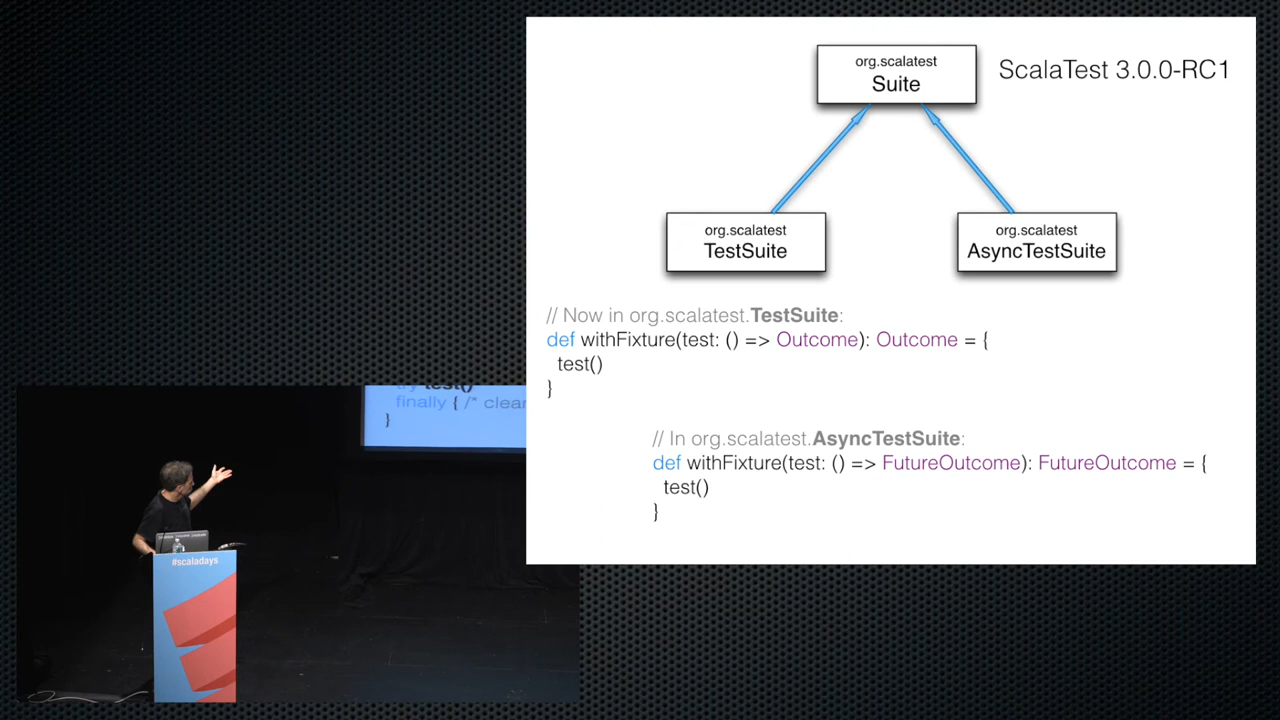 org.scalatest
Suite
ScalaTest 3.0.0-RC1
org.scalatest
TestSuite
org.scalatest
AsyncTestSuite
// Now in org.scalatest.TestSuite:
def withFixture(test: () => Outcome): Outcome = {
test()
}
// In org.scalatest.AsyncTestSuite:
def withFixture(test: () => FutureOutcome): FutureOutcome = {
test()
}
try test()
finally { /* clear
}
#scaladays